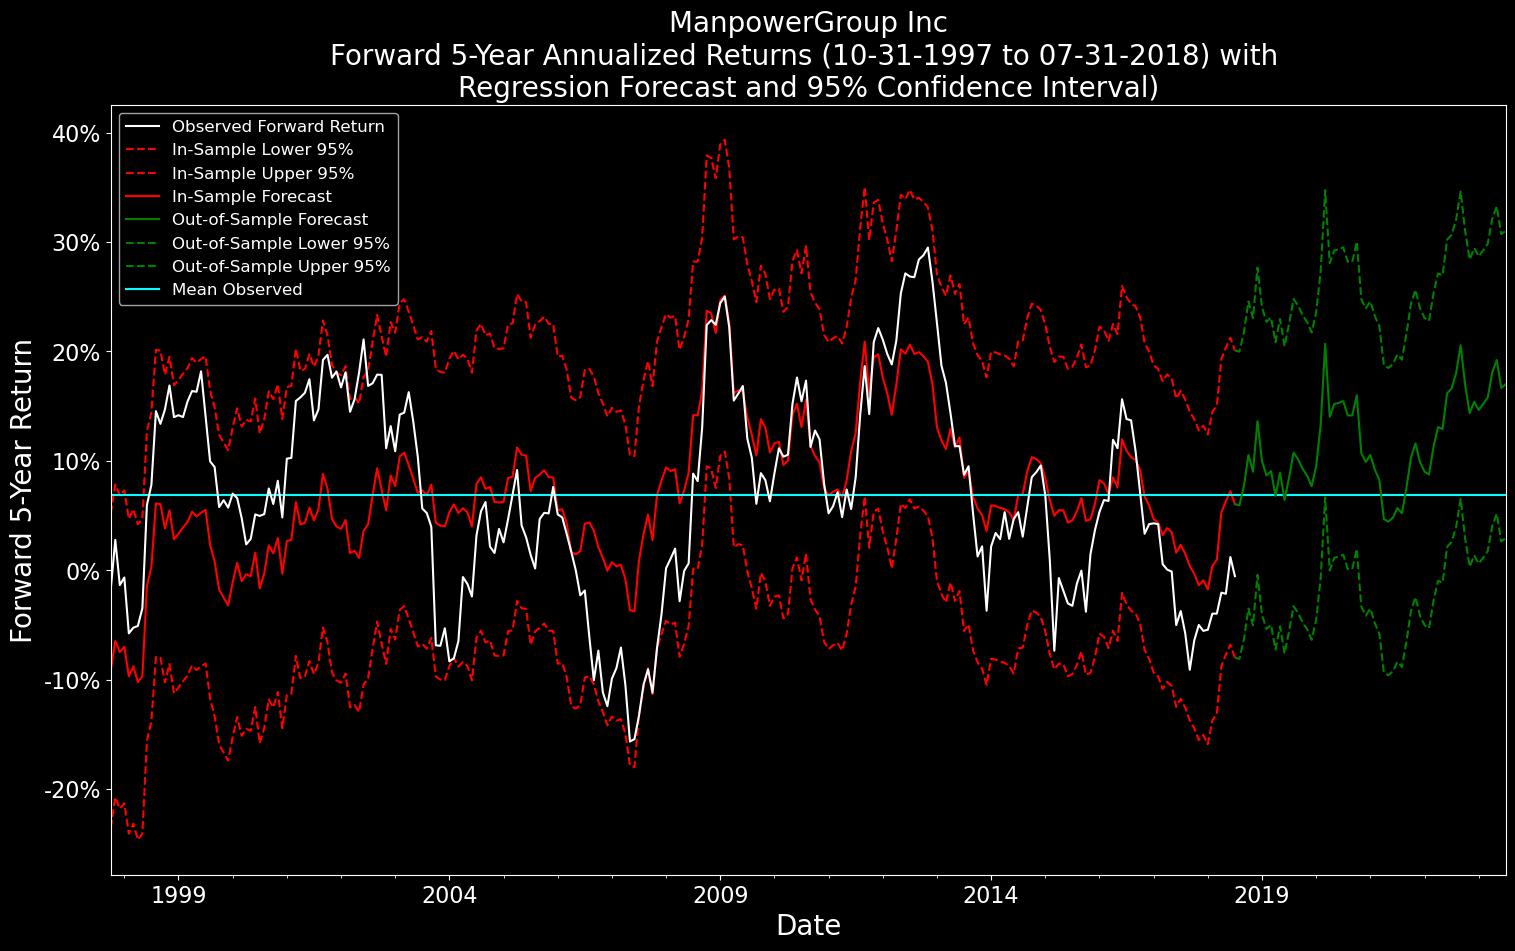 ManpowerGroup Inc
Forward 5-Year Annualized Returns (10-31-1997 to 07-31-2018) with
Regression Forecast and 95% Confidence Interval)
Observed Forward Return
In-Sample Lower 95%
In-Sample Upper 95%
In-Sample Forecast
Out-of-Sample Forecast
Out-of-Sample Lower 95%
Out-of-Sample Upper 95%
Mean Observed
Forward 5-Year Return
40%
30%
20%
10%
0%
-10%
-20%
1999
2004
2009
2014
2019
Date